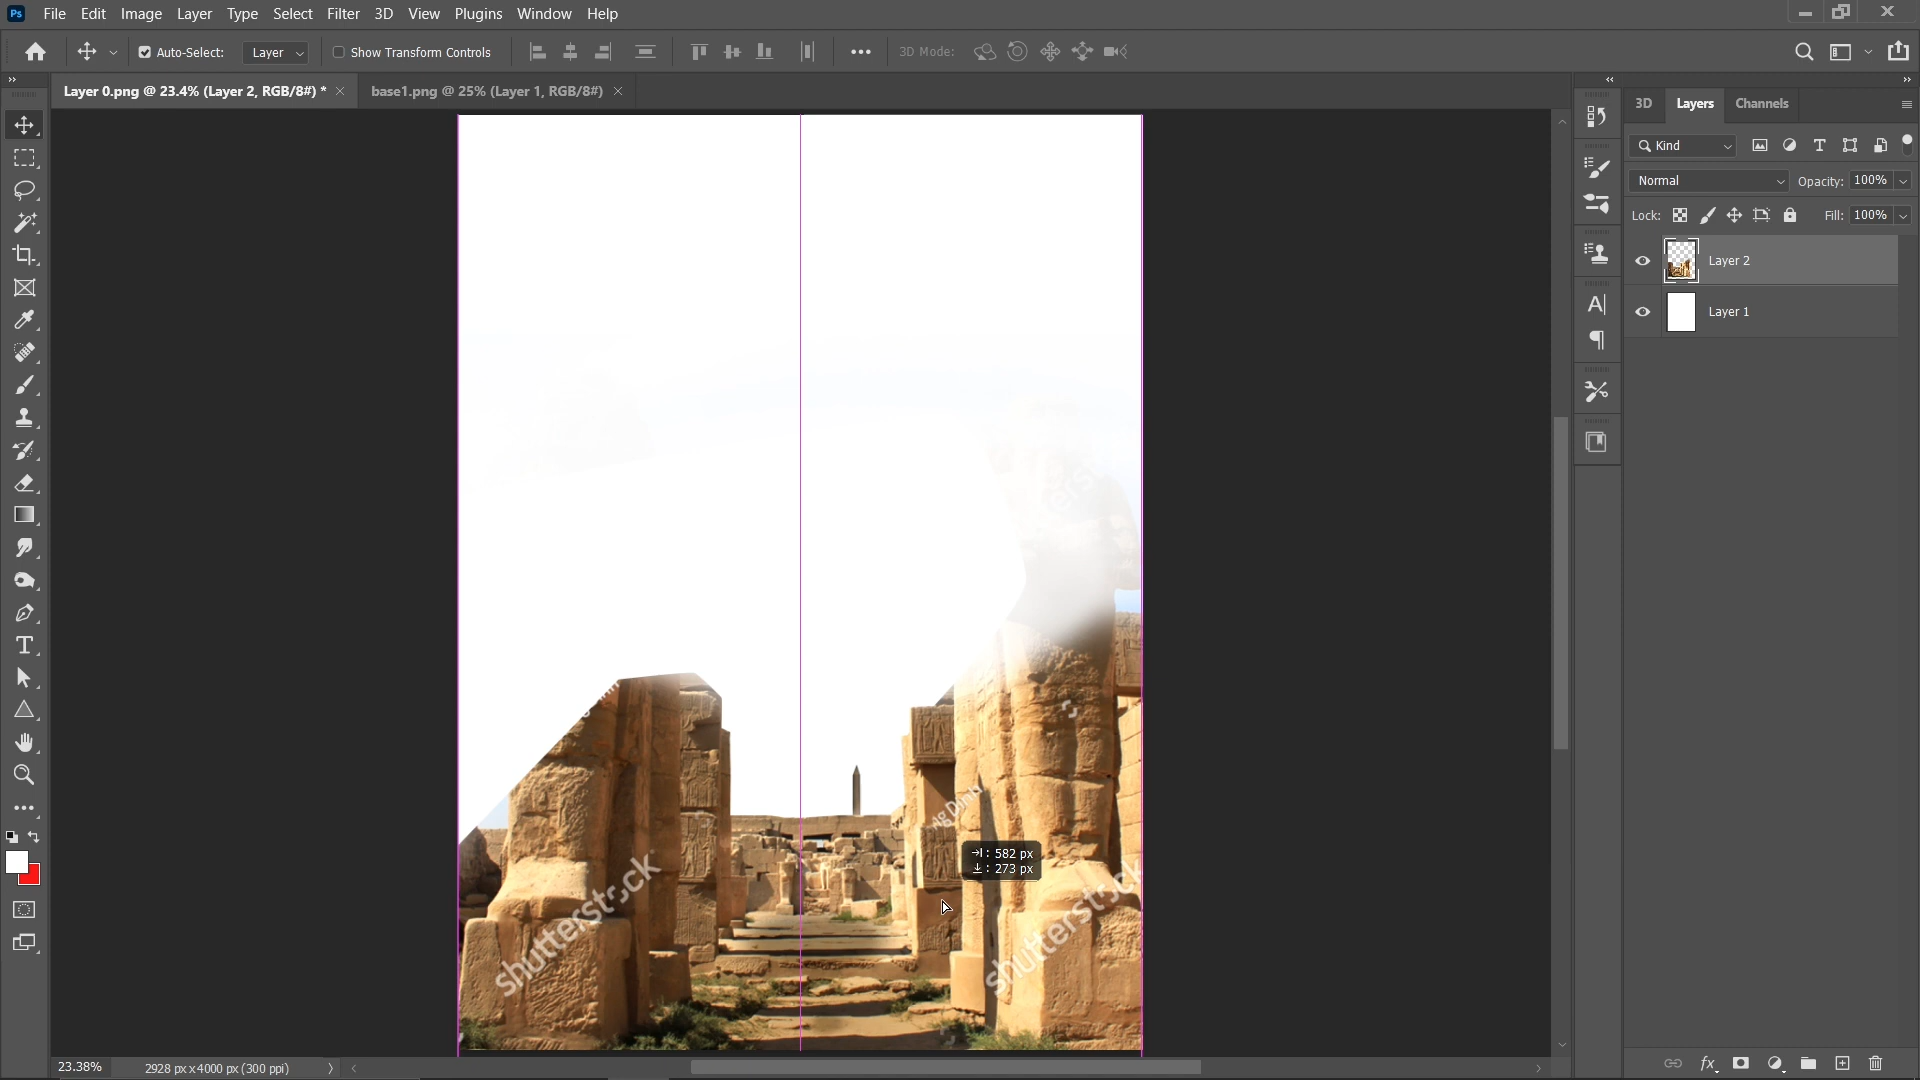 Ps File Edit Image Layer Type Select Filter 3D View Plugins Window Help
Auto-Select: Layer Show Transform Controls 3D Mode:
Layer 0.png @ 23.4% (Layer 2, RGB/8#) * base1.png @ 25% (Layer 1, RGB/8#)
3D Layers Channels
Kind
Normal Opacity: 100%
Lock: Fill: 100%
Layer 2
Layer 1
582 px
273 px
shutterstock
shutterstock
23.38% 2928 px x 4000 px (300 ppi)